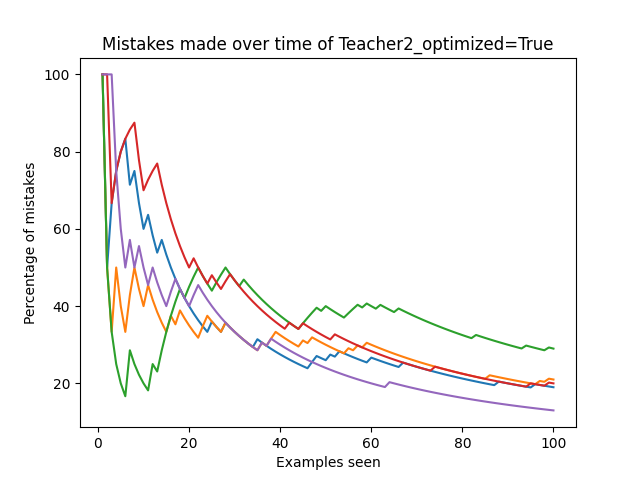 Mistakes made over time of Teacher2_optimized=True
100
80
60
40
20
Percentage of mistakes
0 20 40 60 80 100
Examples seen